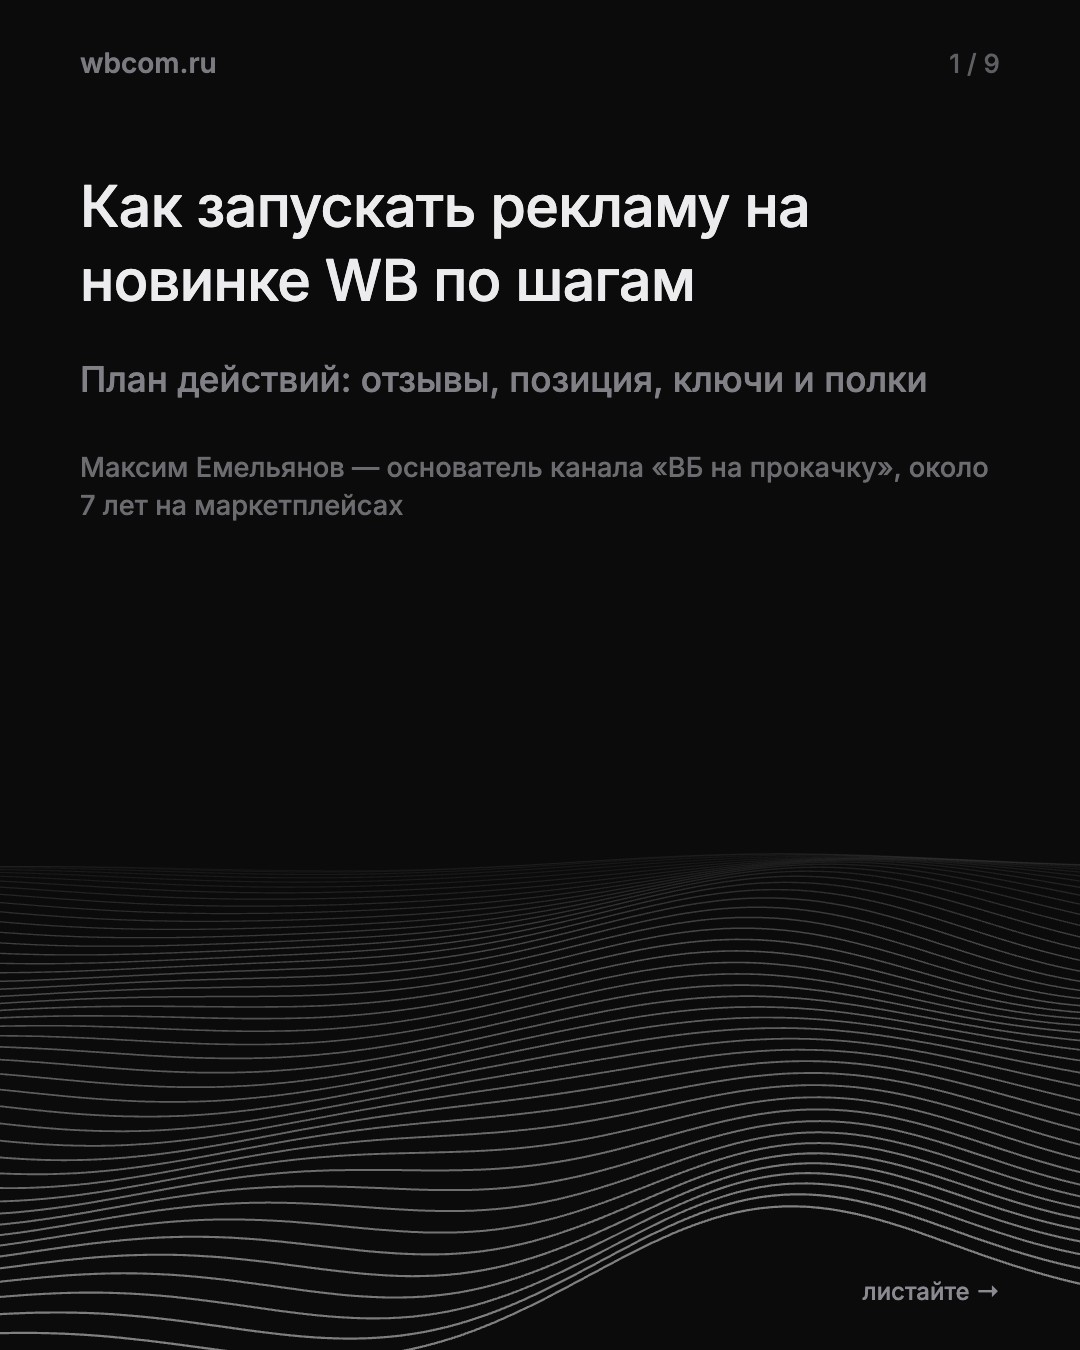 wbcom.ru
1 / 9
Как запускать рекламу на
новинке WB по шагам
План действий: отзывы, позиция, ключи и полки
Максим Емельянов — основатель канала «ВБ на прокачку», около
7 лет на маркетплейсах
листайте →